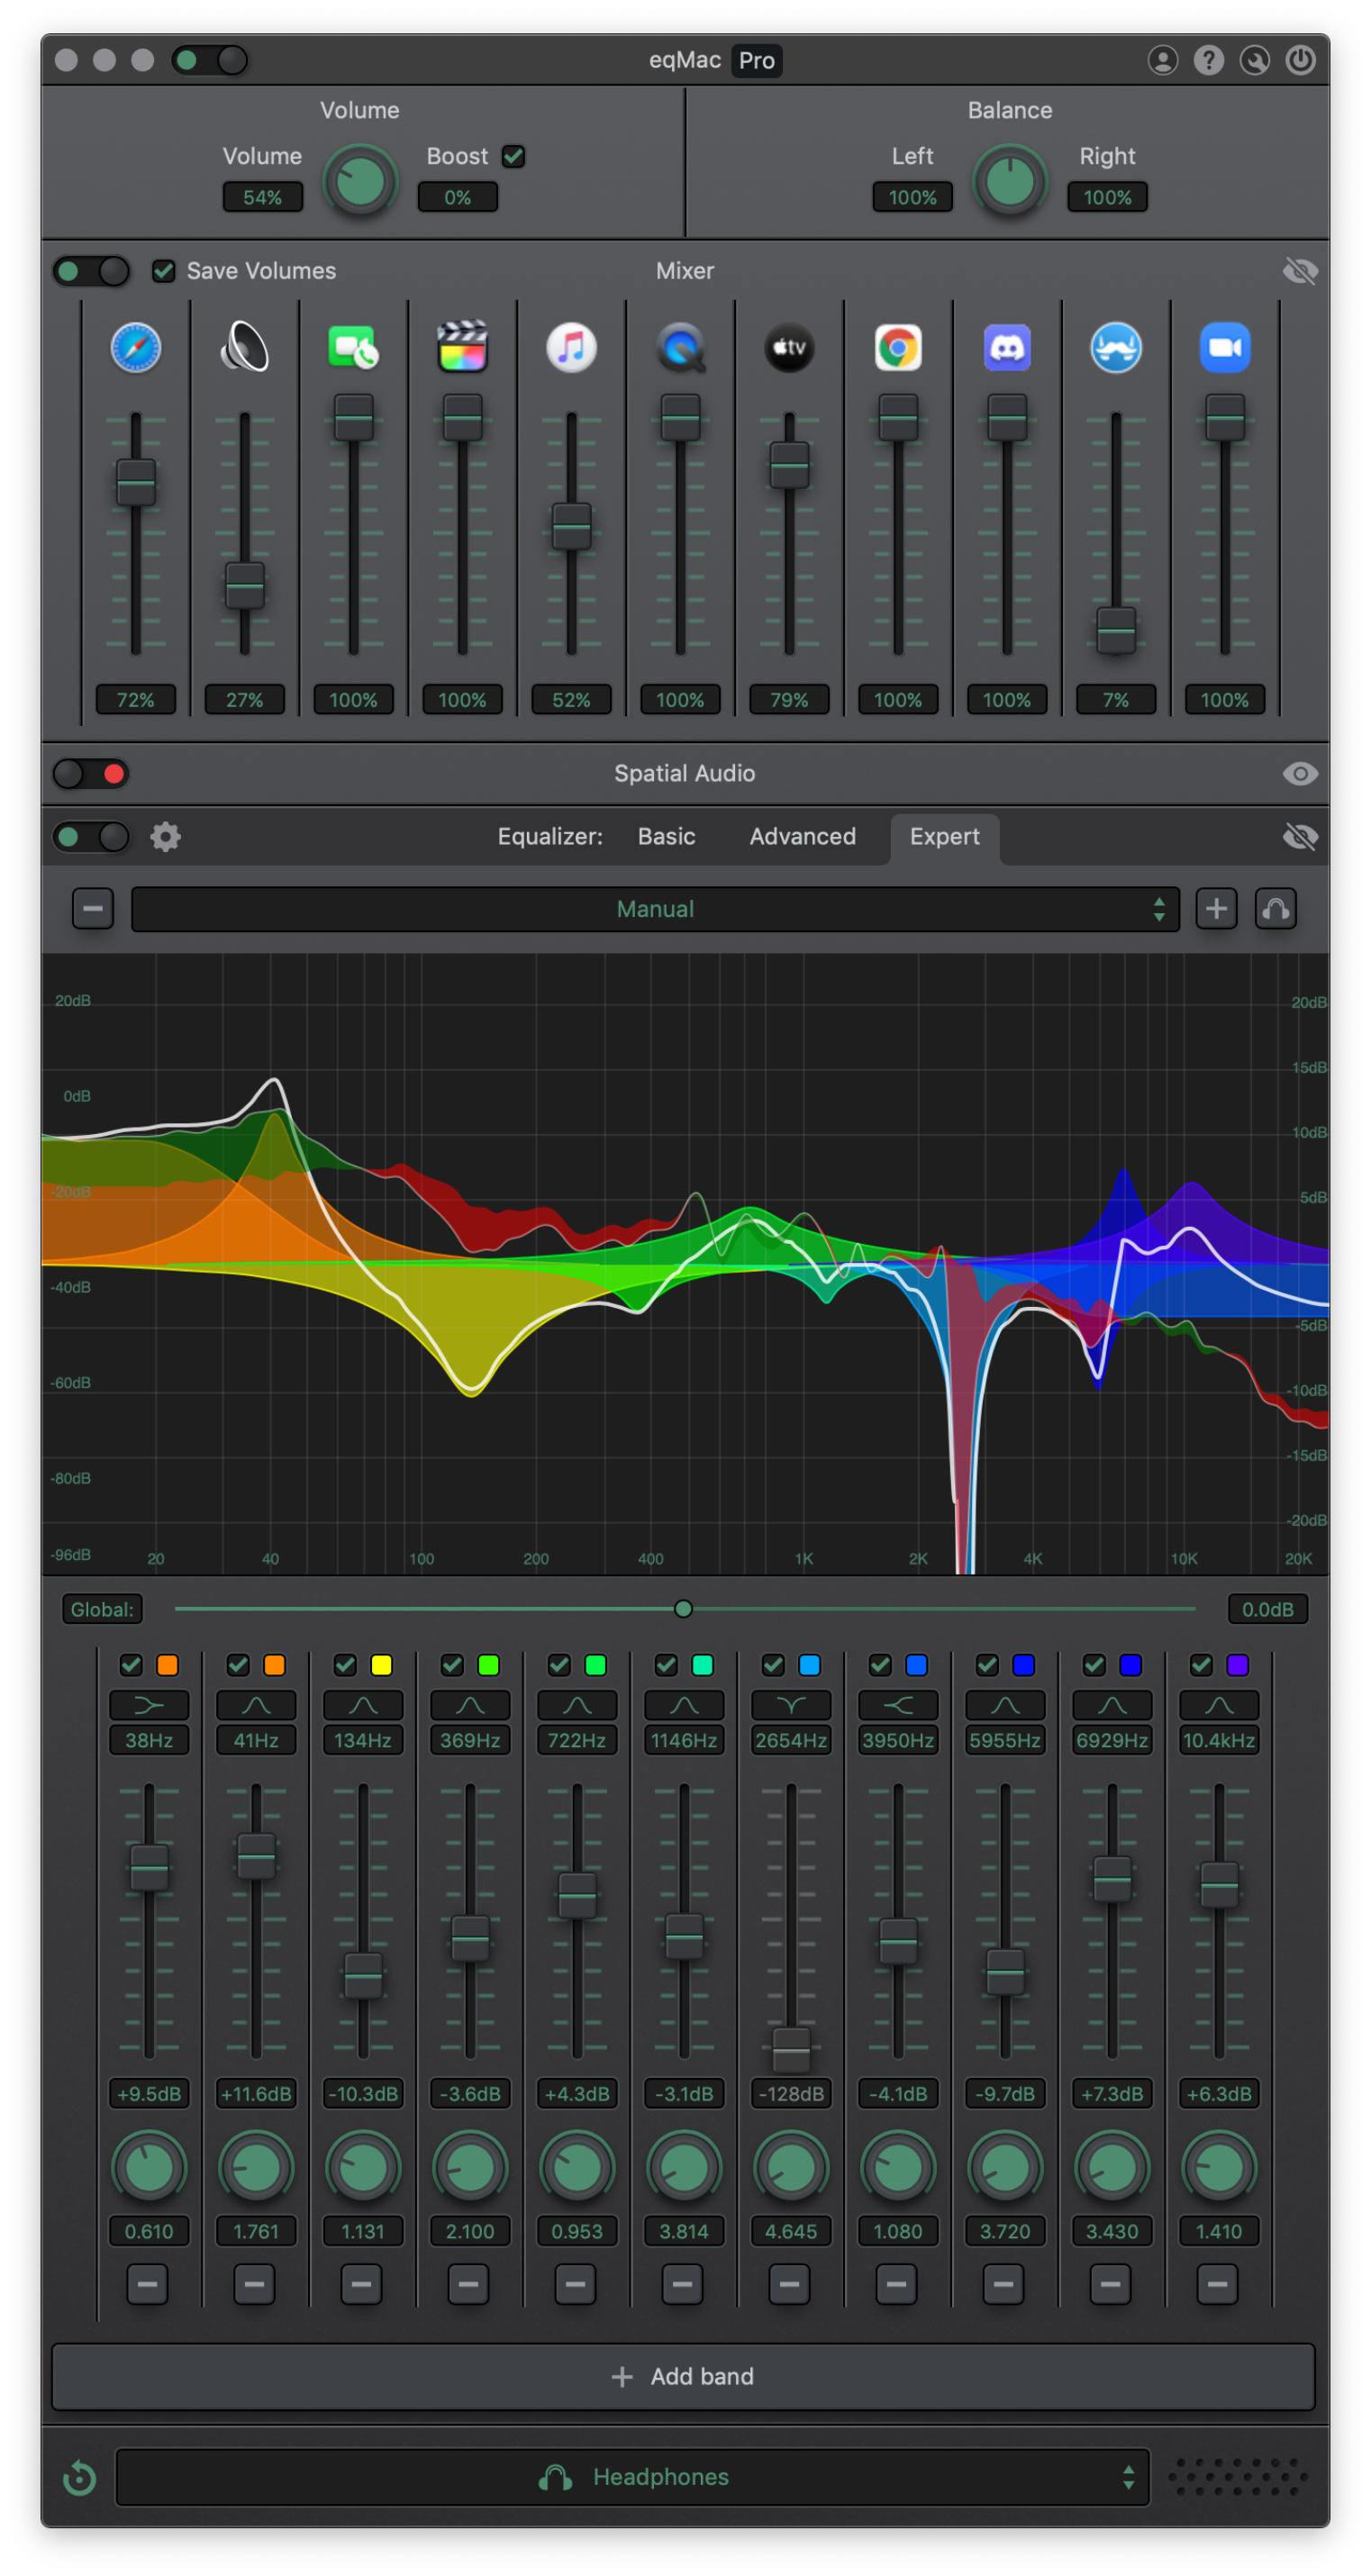 eqMac Pro
Volume
Balance
Volume
Boost
Left
Right
54%
0%
100%
100%
Save Volumes
Mixer
tv
72%
27%
100%
100%
52%
100%
79%
100%
100%
7%
100%
Spatial Audio
Equalizer: Basic Advanced Expert
Manual
20dB
20dB
15dB
0dB
10dB
-20dB
5dB
-40dB
-5dB
-60dB
-10dB
-15dB
-80dB
-20dB
-96dB
20 40 100 200 400 1K 2K 4K 10K 20K
Global:
0.0dB
38Hz 41Hz 134Hz 369Hz 722Hz 1146Hz 2654Hz 3950Hz 5955Hz 6929Hz 10.4kHz
+9.5dB +11.6dB -10.3dB -3.6dB +4.3dB -3.1dB -128dB -4.1dB -9.7dB +7.3dB +6.3dB
0.610 1.761 1.131 2.100 0.953 3.814 4.645 1.080 3.720 3.430 1.410
Add band
Headphones